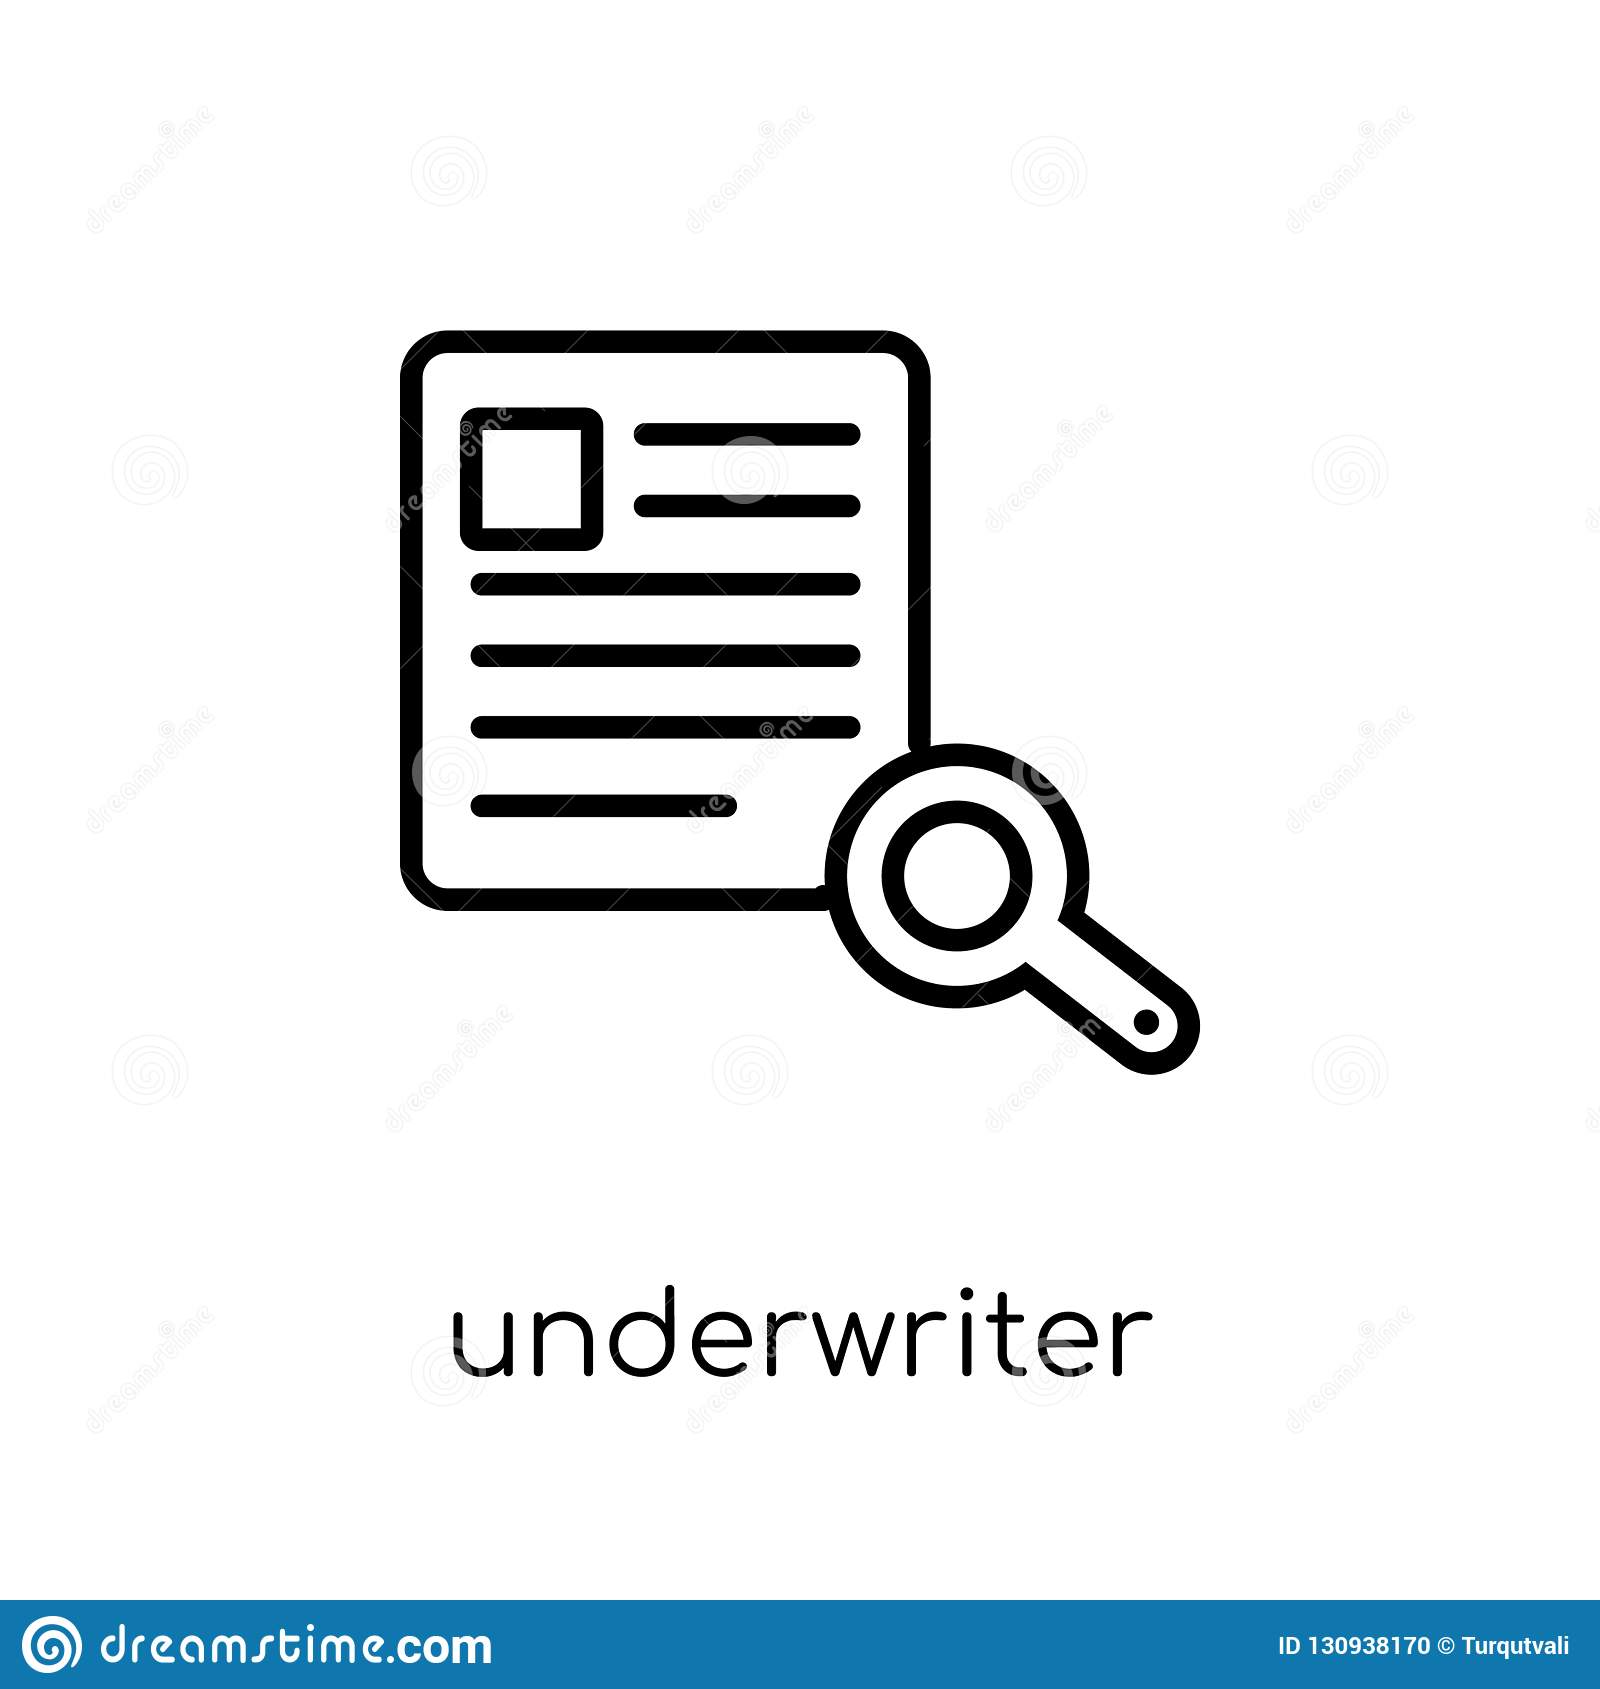 underwriter
dreamstime.com
ID 130938170 © Turqutvali